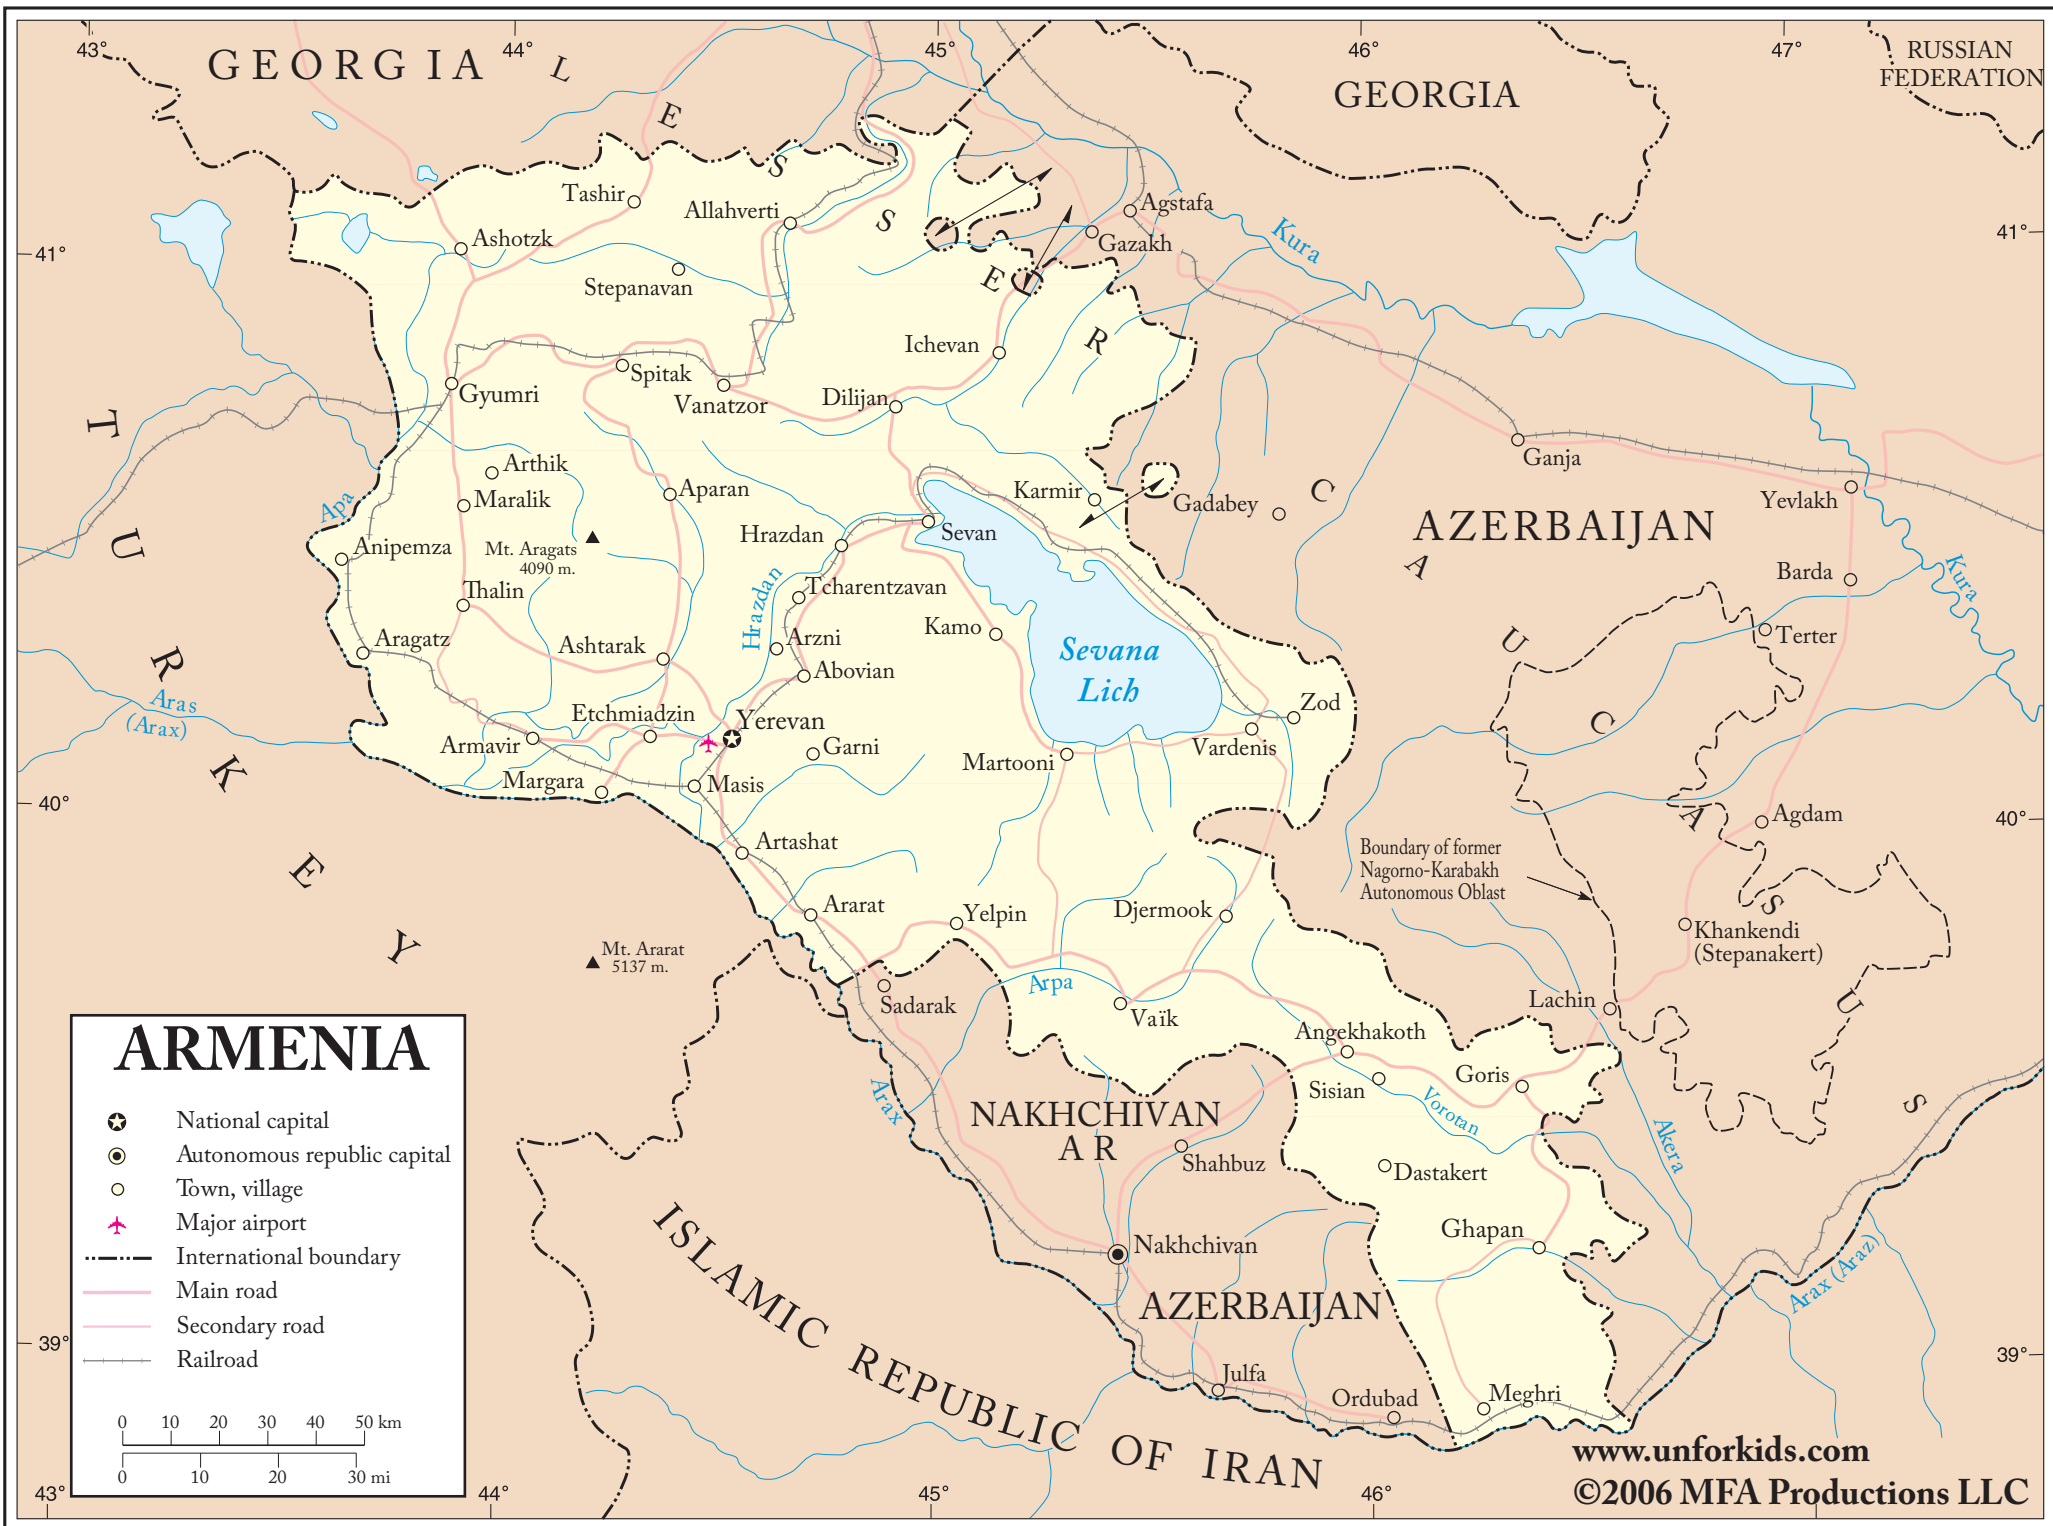 43°
44°
45°
46°
47°
GEORGIA
LESSER CAUCASUS
GEORGIA
RUSSIAN
FEDERATION
41°
41°
Tashir
Allahverti
Agstafa
Gazakh
Kura
Ashotzk
Stepanavan
Ichevan
Spitak
Gyumri
Vanatzor
Dilijan
Ganja
TURKEY
Arthik
Maralik
Aparan
Karmir
Gadabey
Yevlakh
Apa
AZERBAIJAN
Anipemza
Mt. Aragats
4090 m.
Hrazdan
Sevan
Barda
Kura
Thalin
Hrazdan
Tcharentzavan
Kamo
Terter
Aragatz
Ashtarak
Arzni
Abovian
Sevana
Lich
Zod
Aras
(Arax)
Etchmiadzin
Yerevan
Armavir
Garni
Martooni
Vardenis
Margara
Masis
40°
40°
Artashat
Agdam
Boundary of former
Nagorno-Karabakh
Autonomous Oblast
Ararat
Yelpin
Djermook
Khankendi
(Stepanakert)
Mt. Ararat
5137 m.
Sadarak
Arpa
Vaïk
Lachin
Angekhakoth
Sisian
Goris
Vorotan
Arax
NAKHCHIVAN
A R
Shahbuz
Dastakert
Akera
Ghapan
Nakhchivan
AZERBAIJAN
Arax (Araz)
ISLAMIC REPUBLIC OF IRAN
Julfa
Ordubad
Meghri
39°
39°
ARMENIA
National capital
Autonomous republic capital
Town, village
Major airport
International boundary
Main road
Secondary road
Railroad
0 10 20 30 40 50 km
0 10 20 30 mi
www.unforkids.com
©2006 MFA Productions LLC
43°
44°
45°
46°